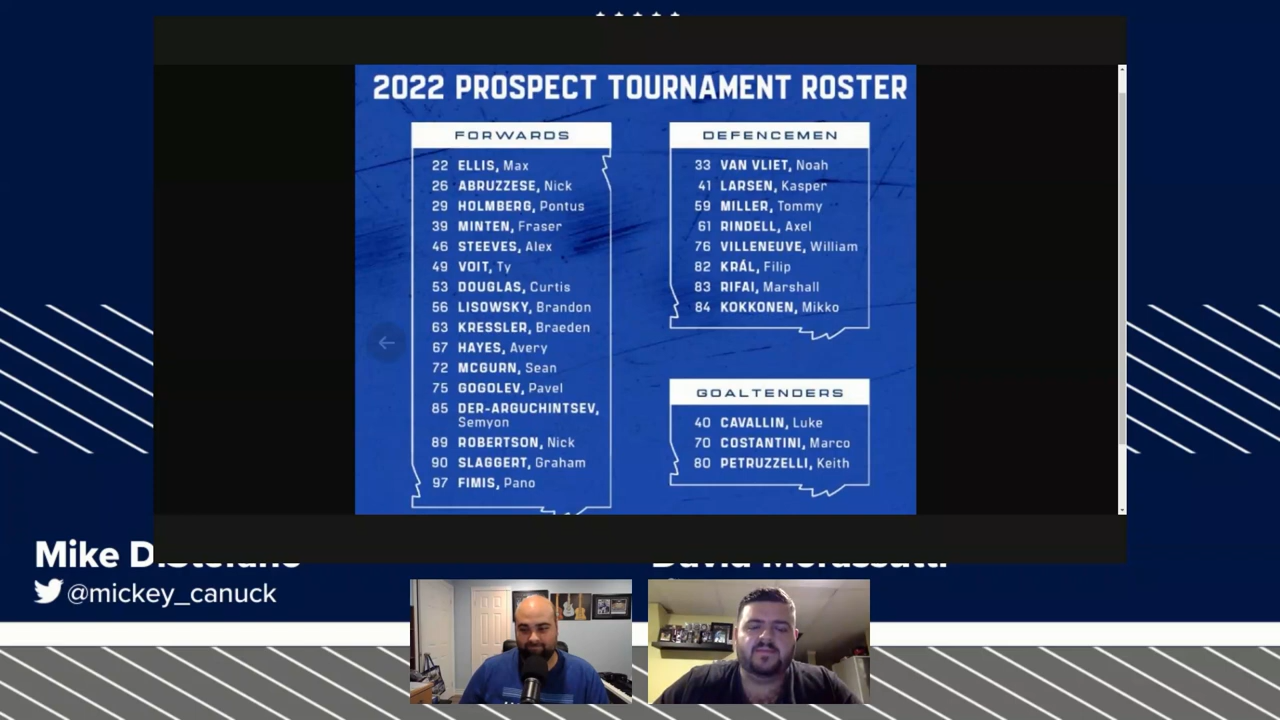 2022 PROSPECT TOURNAMENT ROSTER
FORWARDS
22 ELLIS, Max
26 ABRUZZESE, Nick
29 HOLMBERG, Pontus
39 MINTEN, Fraser
46 STEEVES, Alex
49 VOIT, Ty
53 DOUGLAS, Curtis
56 LISOWSKY, Brandon
63 KRESSLER, Braeden
67 HAYES, Avery
72 MCGURN, Sean
75 GOGOLEV, Pavel
85 DER-ARGUCHINTSEV,
Semyon
89 ROBERTSON, Nick
90 SLAGGERT, Graham
97 FIMIS, Pano
DEFENCEMEN
33 VAN VLIET, Noah
41 LARSEN, Kasper
59 MILLER, Tommy
61 RINDELL, Axel
76 VILLENEUVE, William
82 KRÁL, Filip
83 RIFAI, Marshall
84 KOKKONEN, Mikko
GOALTENDERS
40 CAVALLIN, Luke
70 COSTANTINI, Marco
80 PETRUZZELLI, Keith
Mike DiStefano
@mickey_canuck